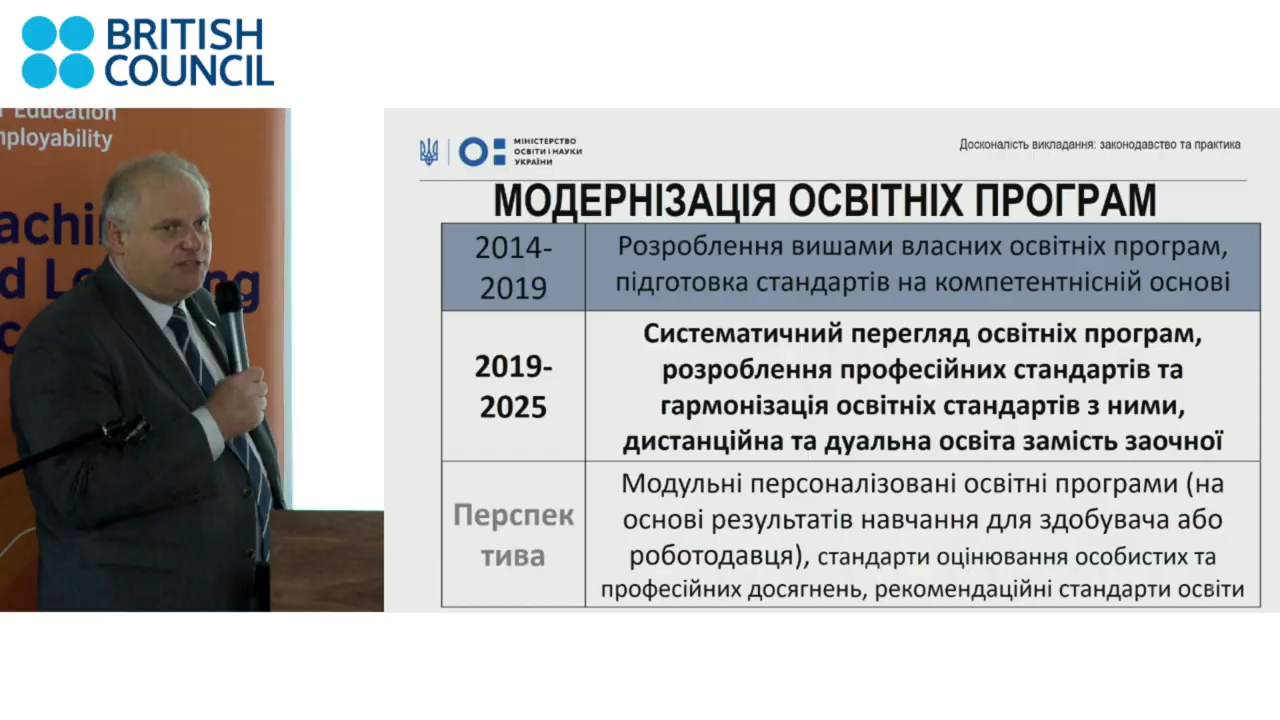 BRITISH
COUNCIL
Education
МІНІСТЕРСТВО
ОСВІТИ І НАУКИ
УКРАЇНИ
Досконалість викладання: законодавство та практика
МОДЕРНІЗАЦІЯ ОСВІТНІХ ПРОГРАМ
2014-
2019
Розроблення вишами власних освітніх програм,
підготовка стандартів на компетентнісній основі
2019-
2025
Систематичний перегляд освітніх програм,
розроблення професійних стандартів та
гармонізація освітніх стандартів з ними,
дистанційна та дуальна освіта замість заочної
Перспек
тива
Модульні персоналізовані освітні програми (на
основі результатів навчання для здобувача або
роботодавця), стандарти оцінювання особистих та
професійних досягнень, рекомендаційні стандарти освіти